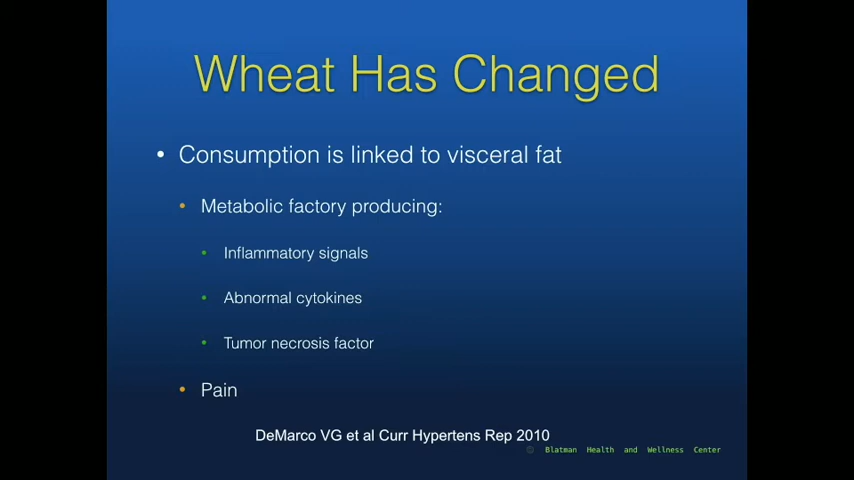 Wheat Has Changed
• Consumption is linked to visceral fat
• Metabolic factory producing:
• Inflammatory signals
• Abnormal cytokines
• Tumor necrosis factor
• Pain
DeMarco VG et al Curr Hypertens Rep 2010
© Blatman Health and Wellness Center